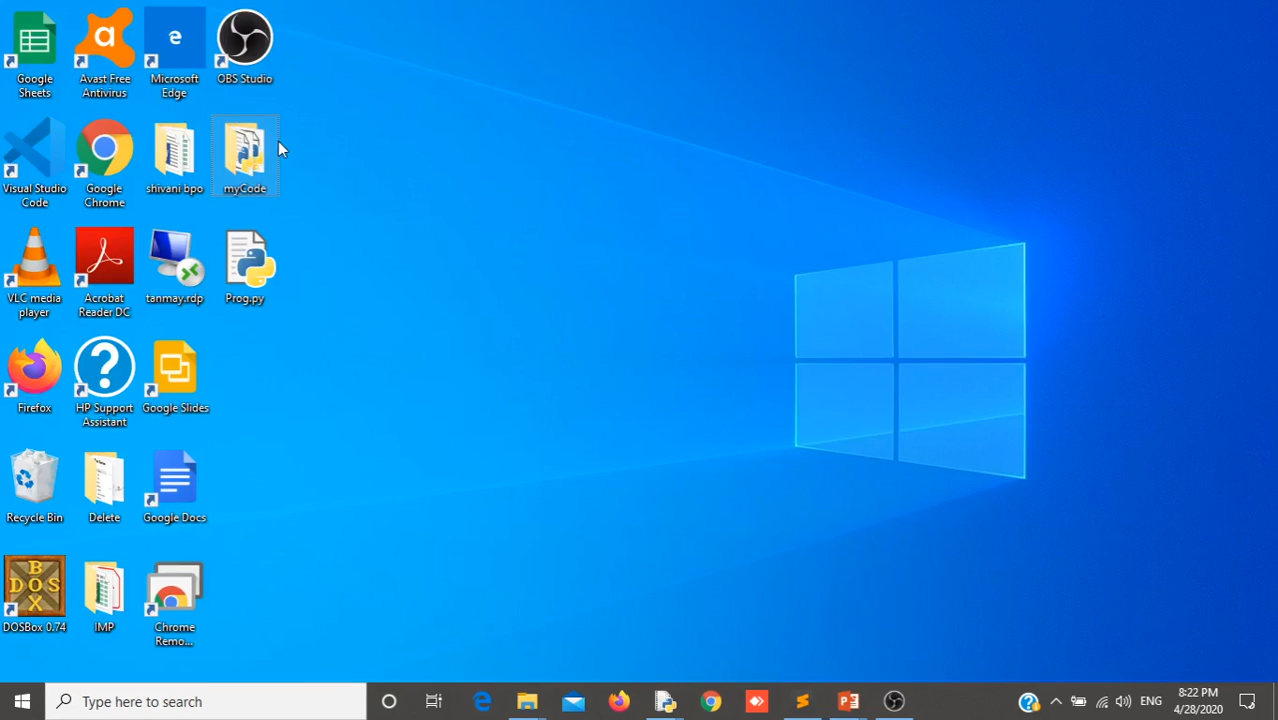 Google
Sheets
Avast Free
Antivirus
Microsoft
Edge
OBS Studio
Visual Studio
Code
Google
Chrome
shivani bpo
myCode
VLC media
player
Acrobat
Reader DC
tanmay.rdp
Prog.py
Firefox
HP Support
Assistant
Google Slides
Recycle Bin
Delete
Google Docs
BOX
DOS
DOSBox 0.74
IMP
Chrome
Remo...
Type here to search
ENG
8:22 PM
4/28/2020